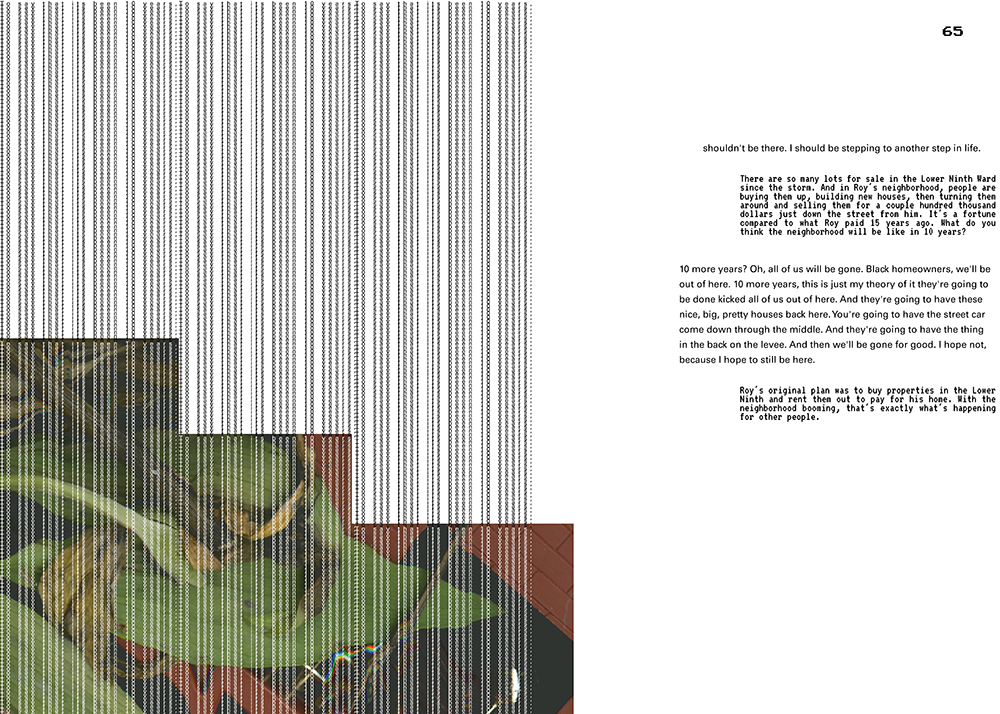 65
shouldn't be there. I should be stepping to another step in life.
There are so many lots for sale in the Lower Ninth Ward
since the storm. And in Roy's neighborhood, people are
buying them up, building new houses, then turning them
around and selling them for a couple hundred thousand
dollars just down the street from him. It's a fortune
compared to what Roy paid 15 years ago. What do you
think the neighborhood will be like in 10 years?
10 more years? Oh, all of us will be gone. Black homeowners, we'll be
out of here. 10 more years, this is just my theory of it they're going to
be done kicked all of us out of here. And they're going to have these
nice, big, pretty houses back here. You're going to have the street car
come down through the middle. And they're going to have the thing
in the back on the levee. And then we'll be gone for good. I hope not,
because I hope to still be here.
Roy's original plan was to buy properties in the Lower
Ninth and rent them out to pay for his home. With the
neighborhood booming, that's exactly what's happening
for other people.